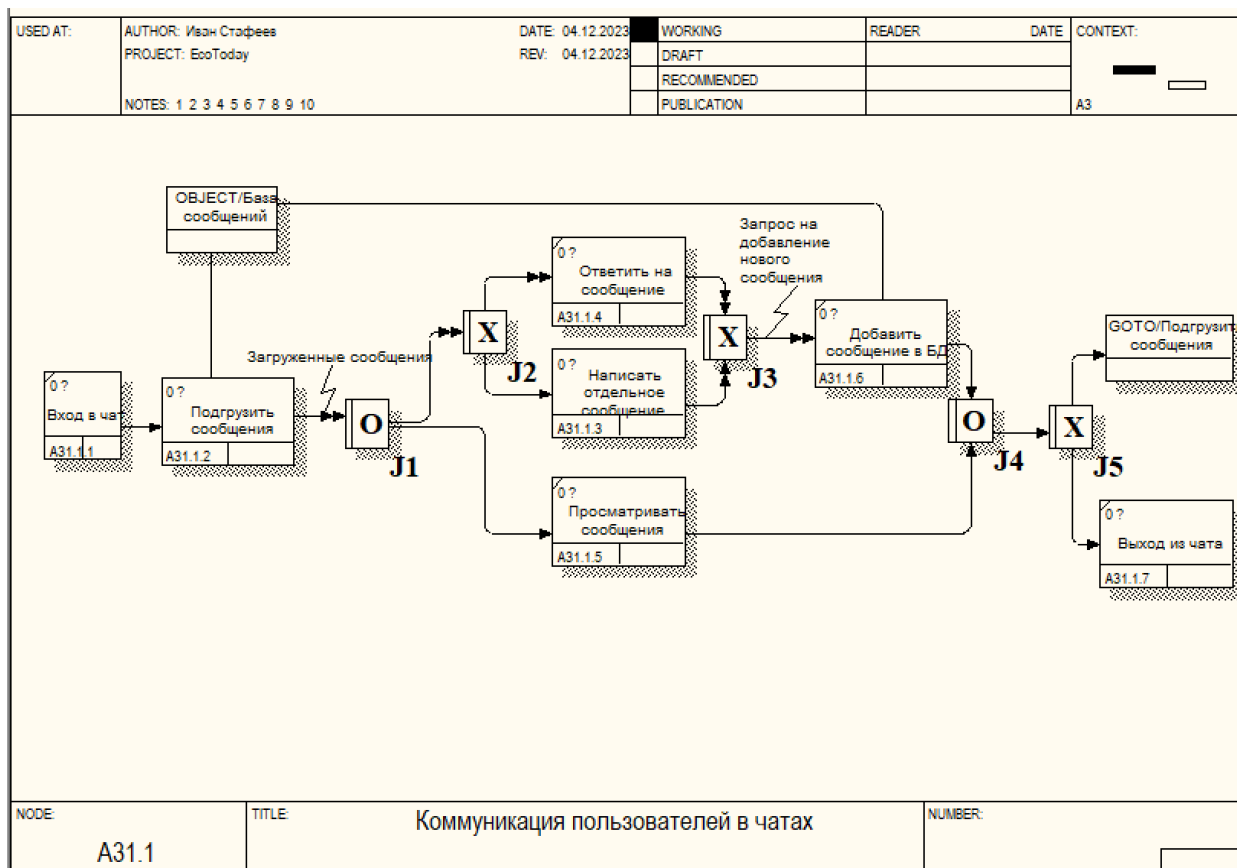 USED AT:
AUTHOR: Иван Стафеев
DATE: 04.12.2023
WORKING
READER
DATE
CONTEXT:
PROJECT: EcoToday
REV: 04.12.2023
DRAFT
RECOMMENDED
NOTES: 1 2 3 4 5 6 7 8 9 10
PUBLICATION
A3
OBJECT/База
сообщений
Запрос на
добавление
нового
сообщения
0 ?
Ответить на
сообщение
A31.1.4
X
J2
X
J3
0 ?
Добавить
сообщение в БД
A31.1.6
GOTO/Подгрузить
сообщения
Загруженные сообщения
0 ?
Вход в чат
A31.1.1
0 ?
Подгрузить
сообщения
A31.1.2
O
J1
0 ?
Написать
отдельное
сообщение
A31.1.3
O
J4
X
J5
0 ?
Просматривать
сообщения
A31.1.5
0 ?
Выход из чата
A31.1.7
NODE:
TITLE:
NUMBER:
A31.1
Коммуникация пользователей в чатах